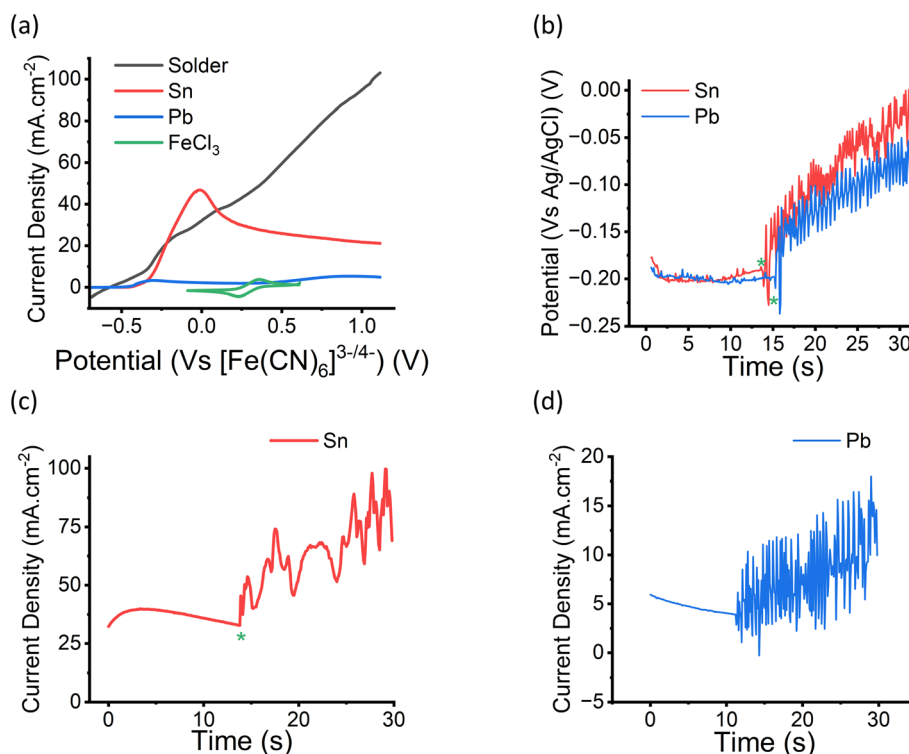 (a)
Solder
Sn
Pb
FeCl3
Current Density (mA.cm-2)
100
80
60
40
20
0
−0.5
0.0
0.5
1.0
Potential (Vs [Fe(CN)6]3-/4-) (V)
(b)
Sn
Pb
Potential (Vs Ag/AgCl) (V)
0.00
−0.05
−0.10
−0.15
−0.20
−0.25
*
*
0
5
10
15
20
25
30
Time (s)
(c)
Sn
Current Density (mA.cm-2)
100
75
50
25
0
*
0
10
20
30
Time (s)
(d)
Pb
Current Density (mA.cm-2)
20
15
10
5
0
−5
0
10
20
30
Time (s)